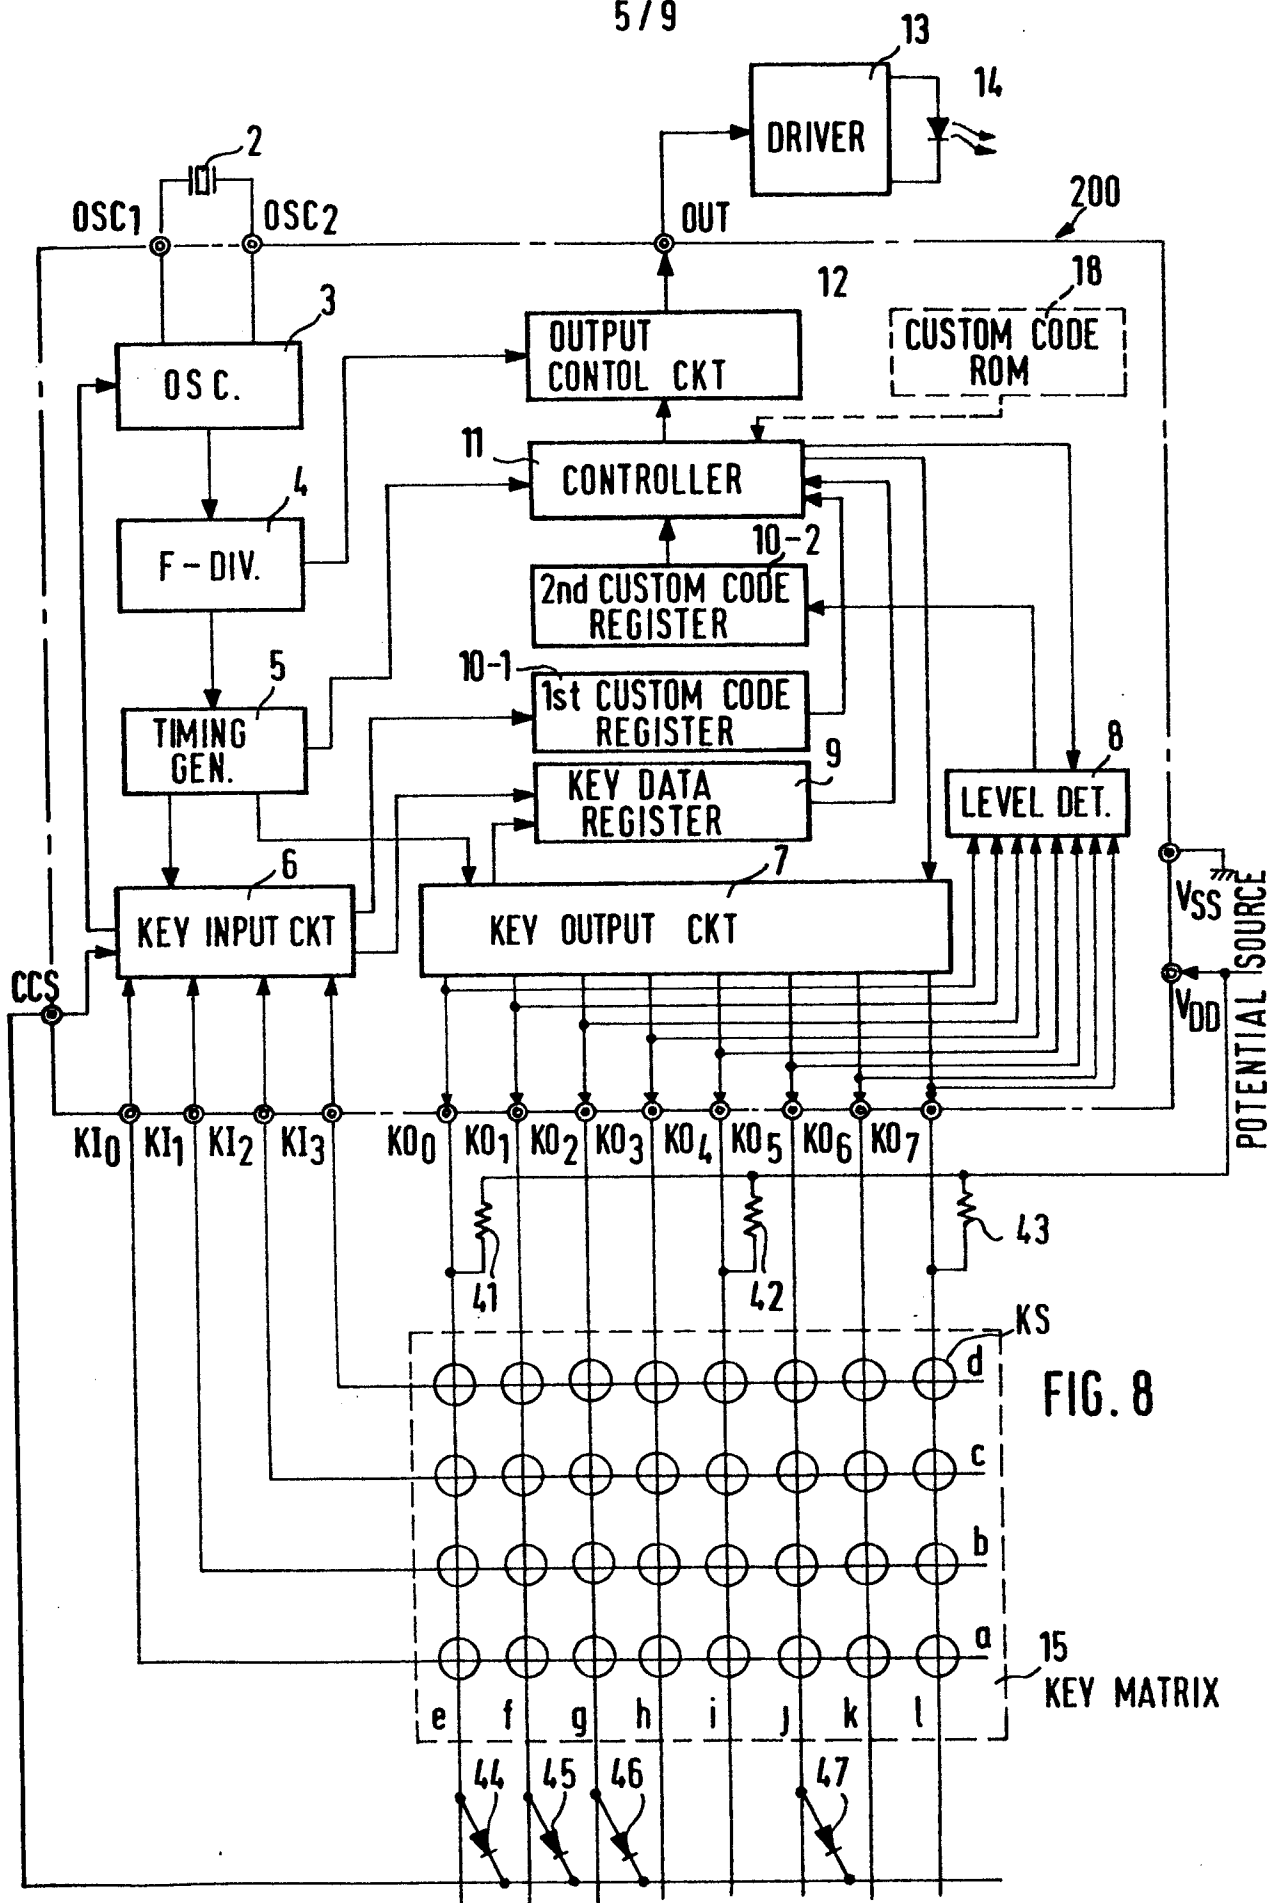 5/9
13
14
DRIVER
2
OSC1
OSC2
OUT
200
3
12
18
OUTPUT
CONTOL CKT
CUSTOM CODE
ROM
OSC.
11
CONTROLLER
4
F-DIV.
10-2
2nd CUSTOM CODE
REGISTER
5
10-1
1st CUSTOM CODE
REGISTER
TIMING
GEN.
9
8
KEY DATA
REGISTER
LEVEL DET.
6
7
KEY INPUT CKT
KEY OUTPUT CKT
VSS
CCS
VDD
POTENTIAL SOURCE
KI0
KI1
KI2
KI3
KO0
KO1
KO2
KO3
KO4
KO5
KO6
KO7
41
42
43
KS
d
FIG. 8
c
b
a
15
KEY MATRIX
e
f
g
h
i
j
k
l
44
45
46
47